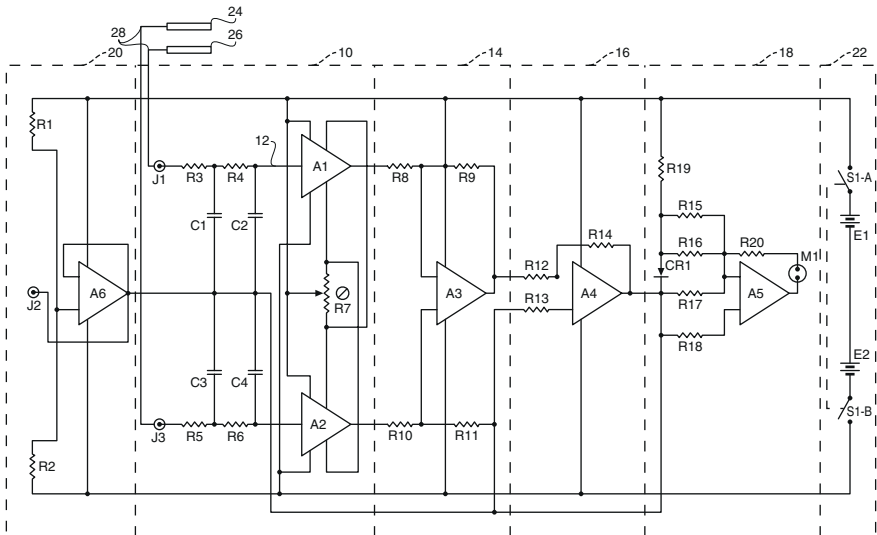 24
28
26
20
10
14
16
18
22
R1
12
A1
R19
S1-A
J1
R3
R4
R8
R9
R15
E1
C1
C2
R14
R16
R20
M1
R12
CR1
A6
R7
A3
A4
A5
J2
R13
R17
R18
E2
C3
C4
S1-B
A2
J3
R5
R6
R10
R11
R2